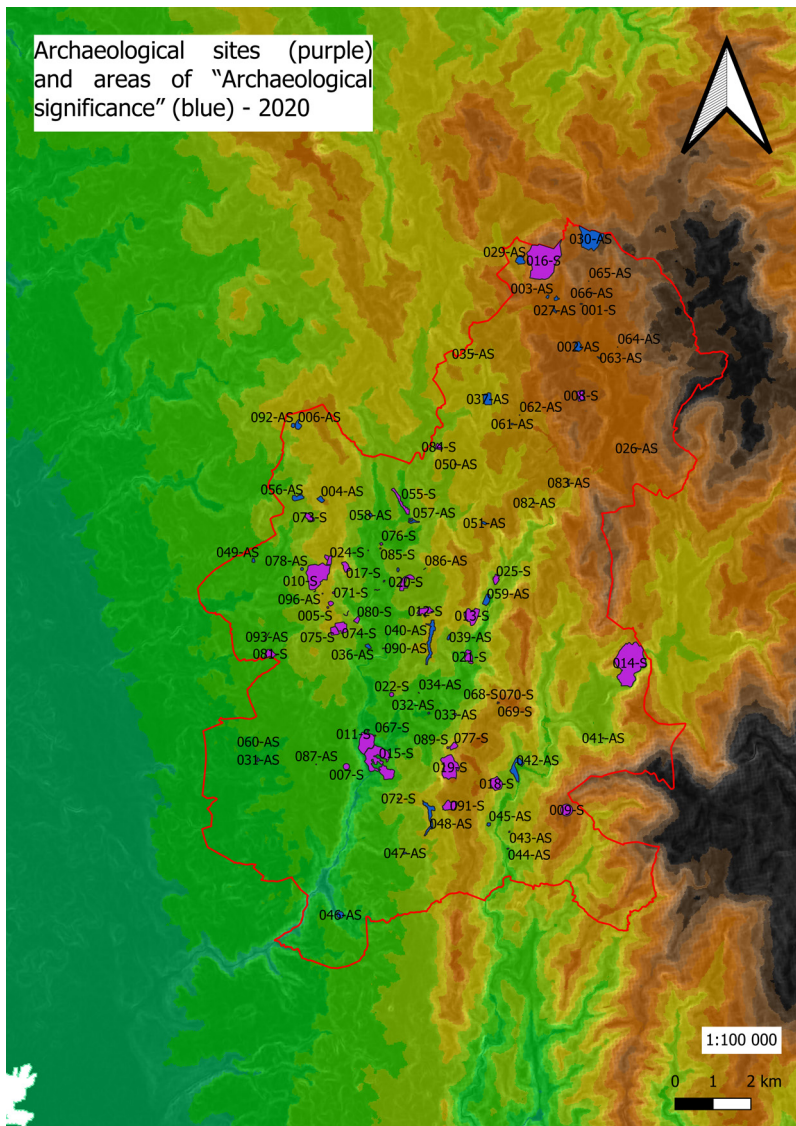 Archaeological sites (purple)
and areas of “Archaeological
significance” (blue) - 2020
030-AS
029-AS
016-S
065-AS
003-AS
066-AS
027-AS 001-S
064-AS
002-AS
035-AS
063-AS
008-S
037-AS
062-AS
092-AS 006-AS
061-AS
084-S
026-AS
050-AS
083-AS
056-AS 004-AS
055-S
082-AS
073-S
058-AS 057-AS
051-AS
076-S
049-AS
024-S
085-S
078-AS
086-AS
017-S
010-S
020-S
025-S
071-S
096-AS
059-AS
005-S
080-S
012-S
013-S
075-S 074-S
040-AS
093-AS
039-AS
036-AS
090-AS
081-S
021-S
014-S
022-S
034-AS
068-S 070-S
032-AS
069-S
033-AS
067-S
011-S
089-S 077-S
041-AS
060-AS
015-S
087-AS
031-AS
042-AS
007-S
019-S
018-S
072-S
091-S
009-S
048-AS
045-AS
043-AS
047-AS
044-AS
046-AS
1:100 000
0 1 2 km